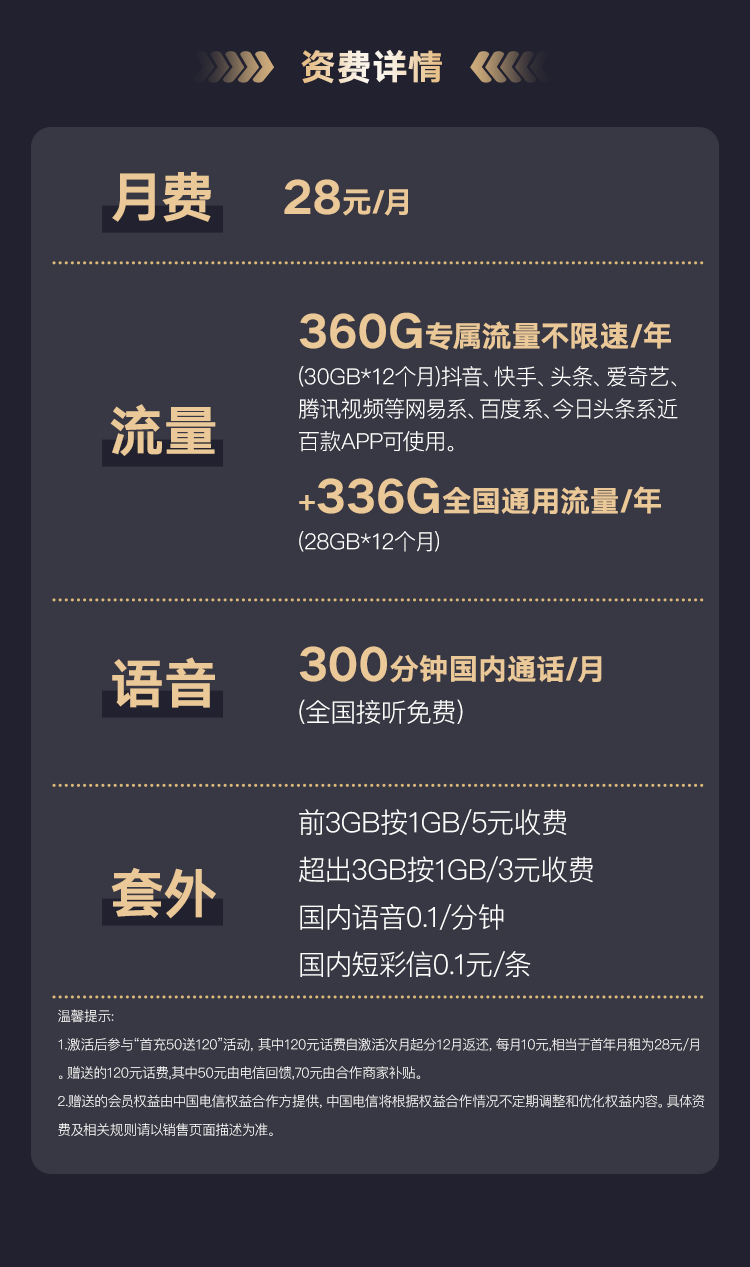 资费详情
月费
28元/月
流量
360G专属流量不限速/年
(30GB*12个月)抖音、快手、头条、爱奇艺、
腾讯视频等网易系、百度系、今日头条系近
百款APP可使用。
+336G全国通用流量/年
(28GB*12个月)
语音
300分钟国内通话/月
(全国接听免费)
套外
前3GB按1GB/5元收费
超出3GB按1GB/3元收费
国内语音0.1/分钟
国内短彩信0.1元/条
温馨提示:
1.激活后参与“首充50送120”活动, 其中120元话费自激活次月起分12月返还, 每月10元,相当于首年月租为28元/月
。赠送的120元话费,其中50元由电信回馈,70元由合作商家补贴。
2.赠送的会员权益由中国电信权益合作方提供, 中国电信将根据权益合作情况不定期调整和优化权益内容。具体资
费及相关规则请以销售页面描述为准。